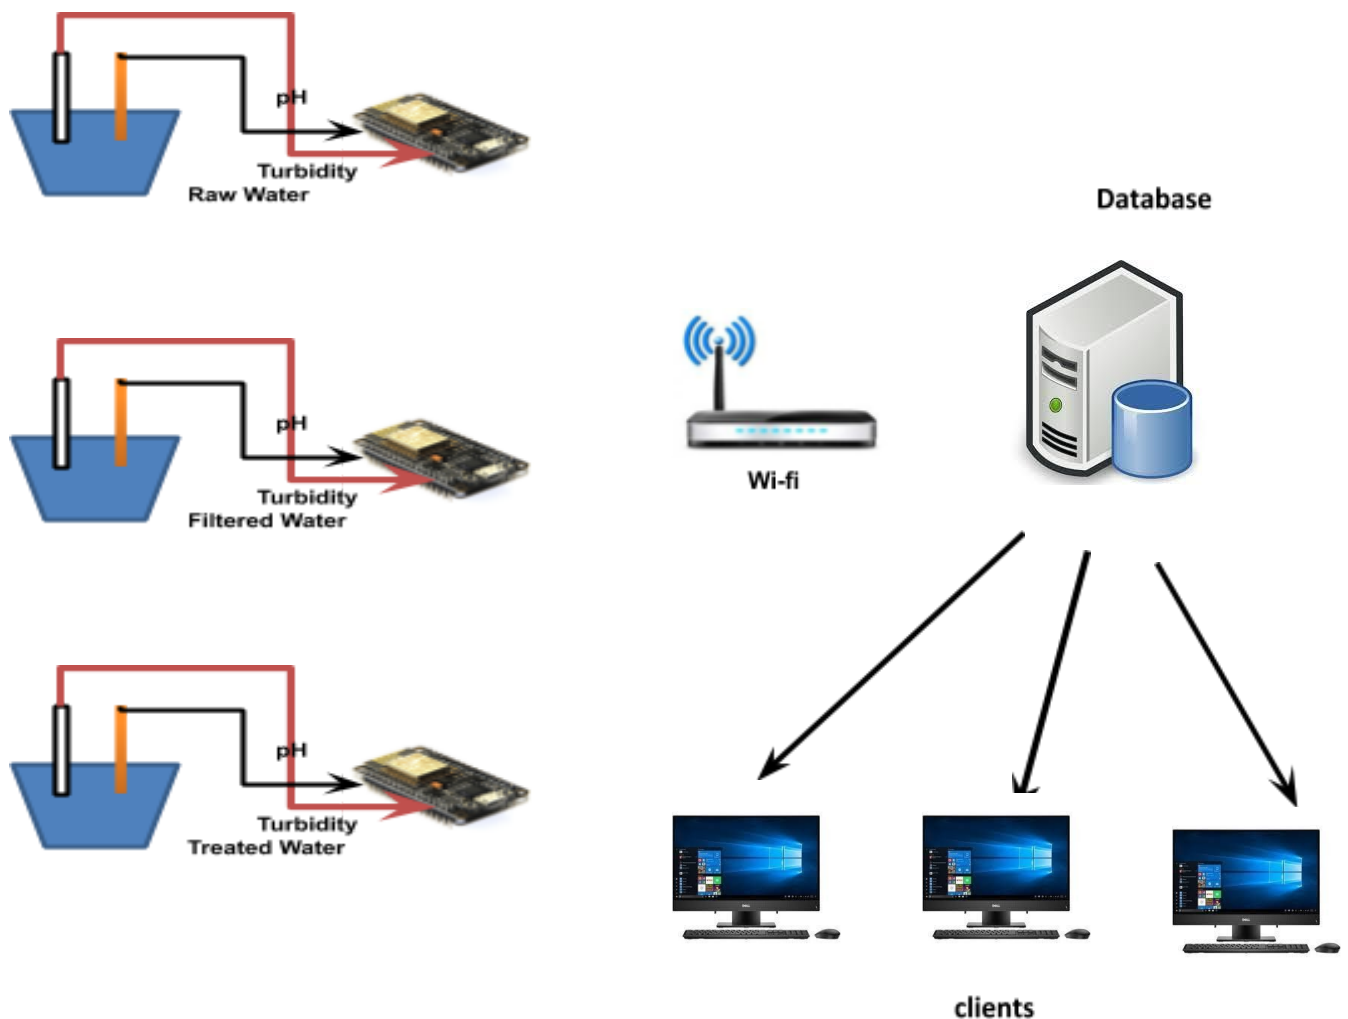 pH
Turbidity
Raw Water
Database
Wi-fi
pH
Turbidity
Filtered Water
pH
Turbidity
Treated Water
clients